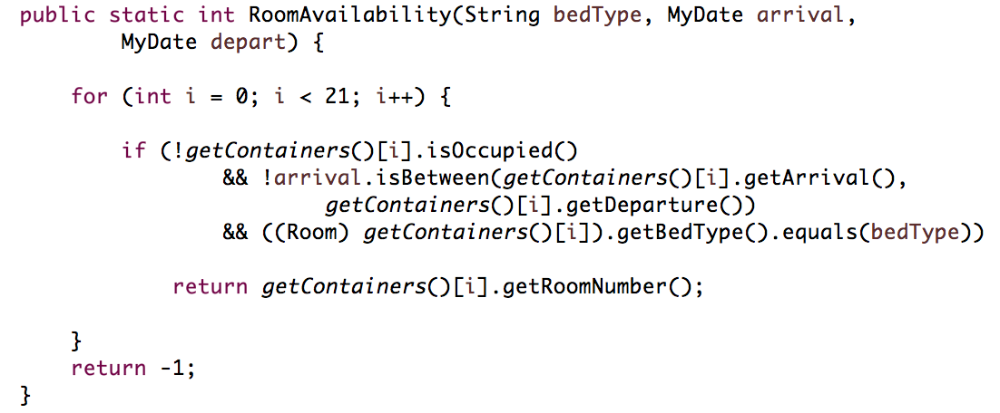 public static int RoomAvailability(String bedType, MyDate arrival,
MyDate depart) {
for (int i = 0; i < 21; i++) {
if (!getContainers()[i].isOccupied()
&& !arrival.isBetween(getContainers()[i].getArrival(),
getContainers()[i].getDeparture())
&& ((Room) getContainers()[i]).getBedType().equals(bedType))
return getContainers()[i].getRoomNumber();
}
return -1;
}